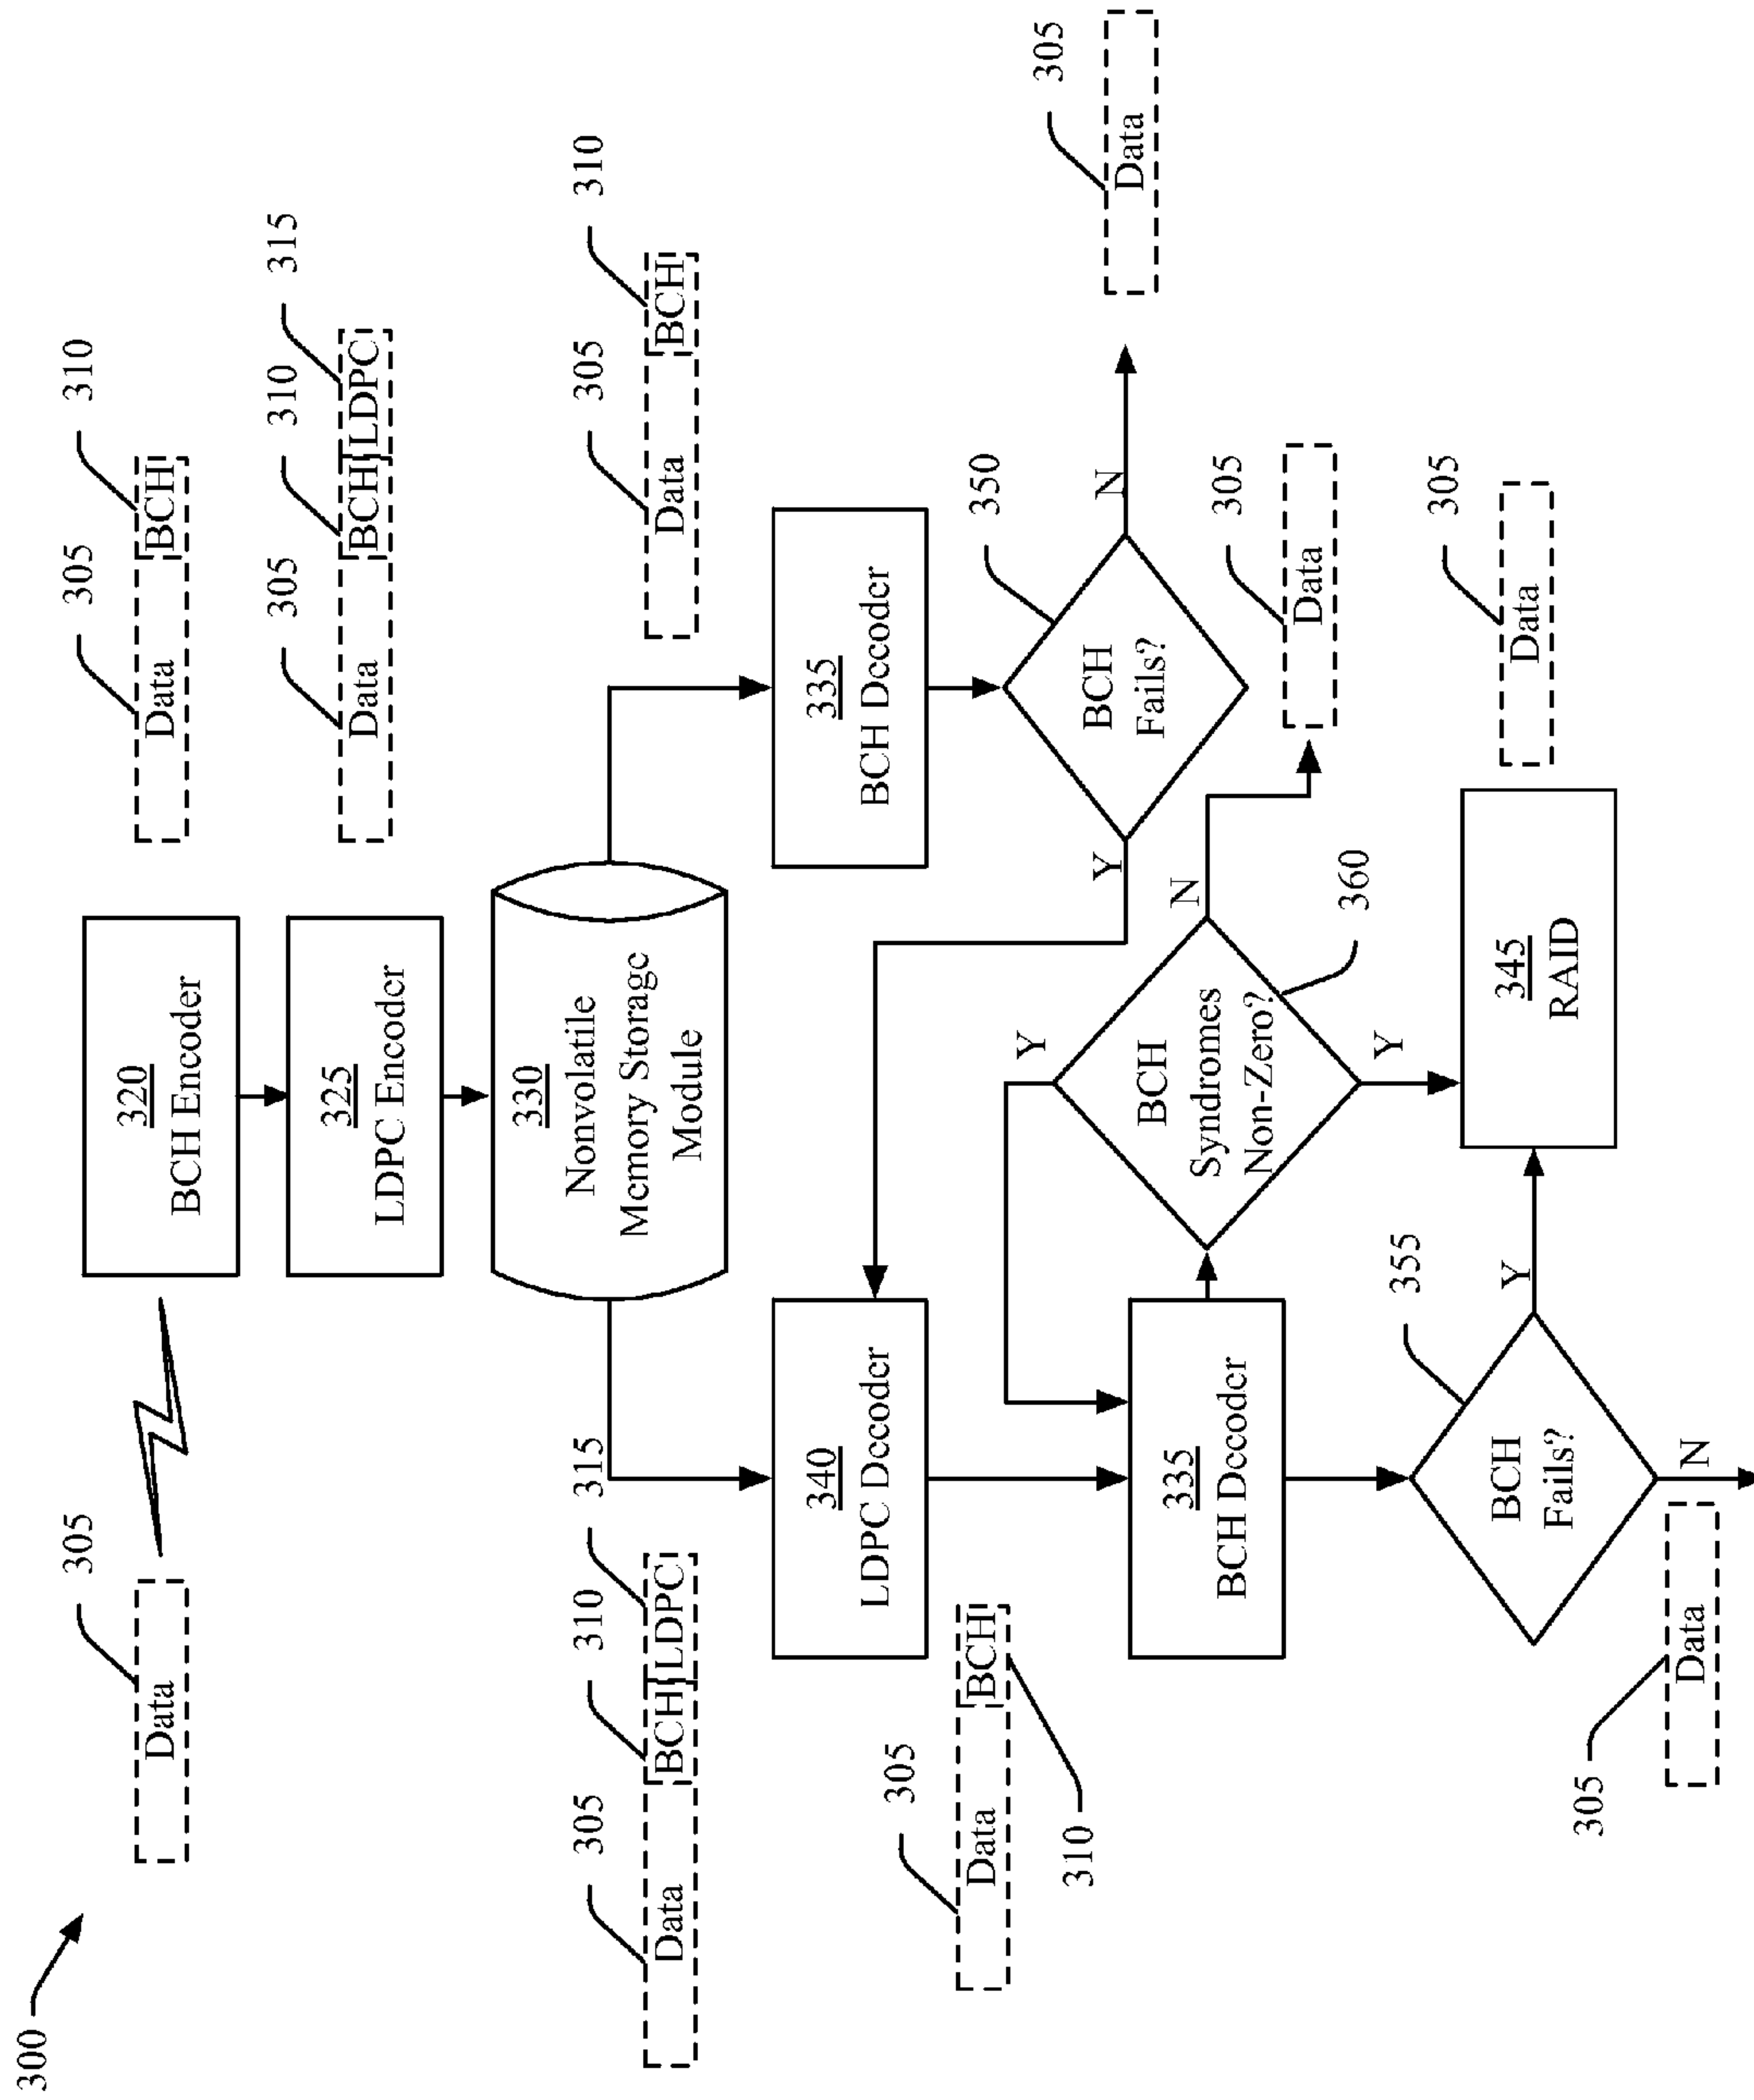 300
305
305
310
Data
320
BCH Encoder
Data
BCH
305
310
315
325
LDPC Encoder
Data
BCH
LDPC
305
310
315
330
Nonvolatile
Memory Storage
Module
305
310
Data
BCH
LDPC
Data
BCH
340
LDPC Decoder
335
BCH Decoder
305
Data
BCH
310
350
305
Y
BCH
Fails?
N
Data
335
BCH Decoder
Y
BCH
Syndromes
Non-Zero?
N
305
Data
360
355
Y
305
BCH
Fails?
Y
345
RAID
Data
305
Data
N